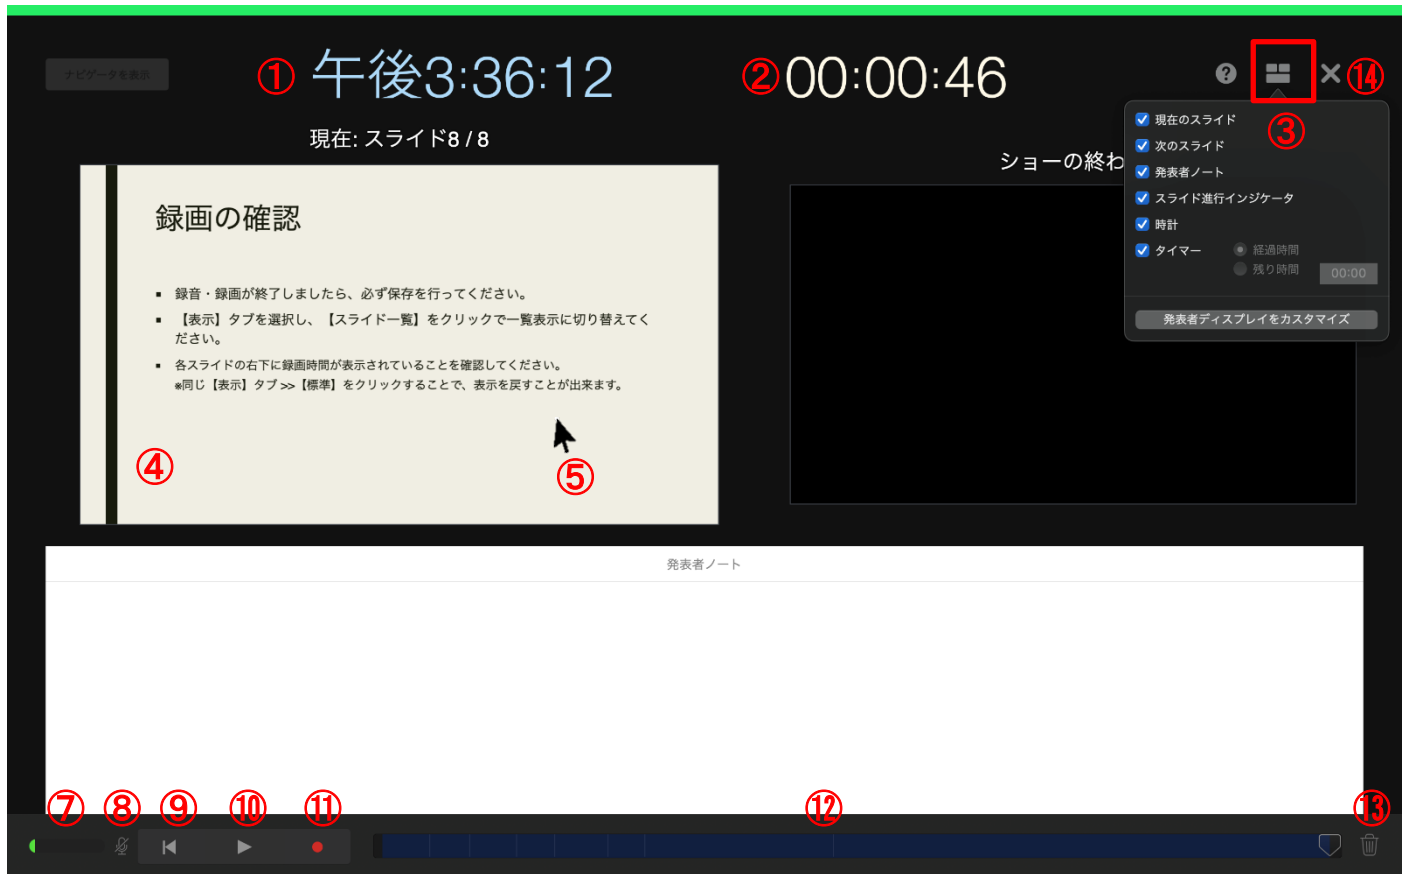 ナビゲータを表示
① 午後3:36:12
② 00:00:46
⑭
現在: スライド8 / 8
③
現在のスライド
次のスライド
発表者ノート
スライド進行インジケータ
時計
タイマー 経過時間
残り時間 00:00
発表者ディスプレイをカスタマイズ
ショーの終わ
録画の確認
▪ 録音・録画が終了しましたら、必ず保存を行ってください。
▪ 【表示】タブを選択し、【スライド一覧】をクリックで一覧表示に切り替えてく
ださい。
▪ 各スライドの右下に録画時間が表示されていることを確認してください。
※同じ【表示】タブ >>【標準】をクリックすることで、表示を戻すことが出来ます。
④
⑤
発表者ノート
⑦ ⑧ ⑨ ⑩ ⑪ ⑫ ⑬